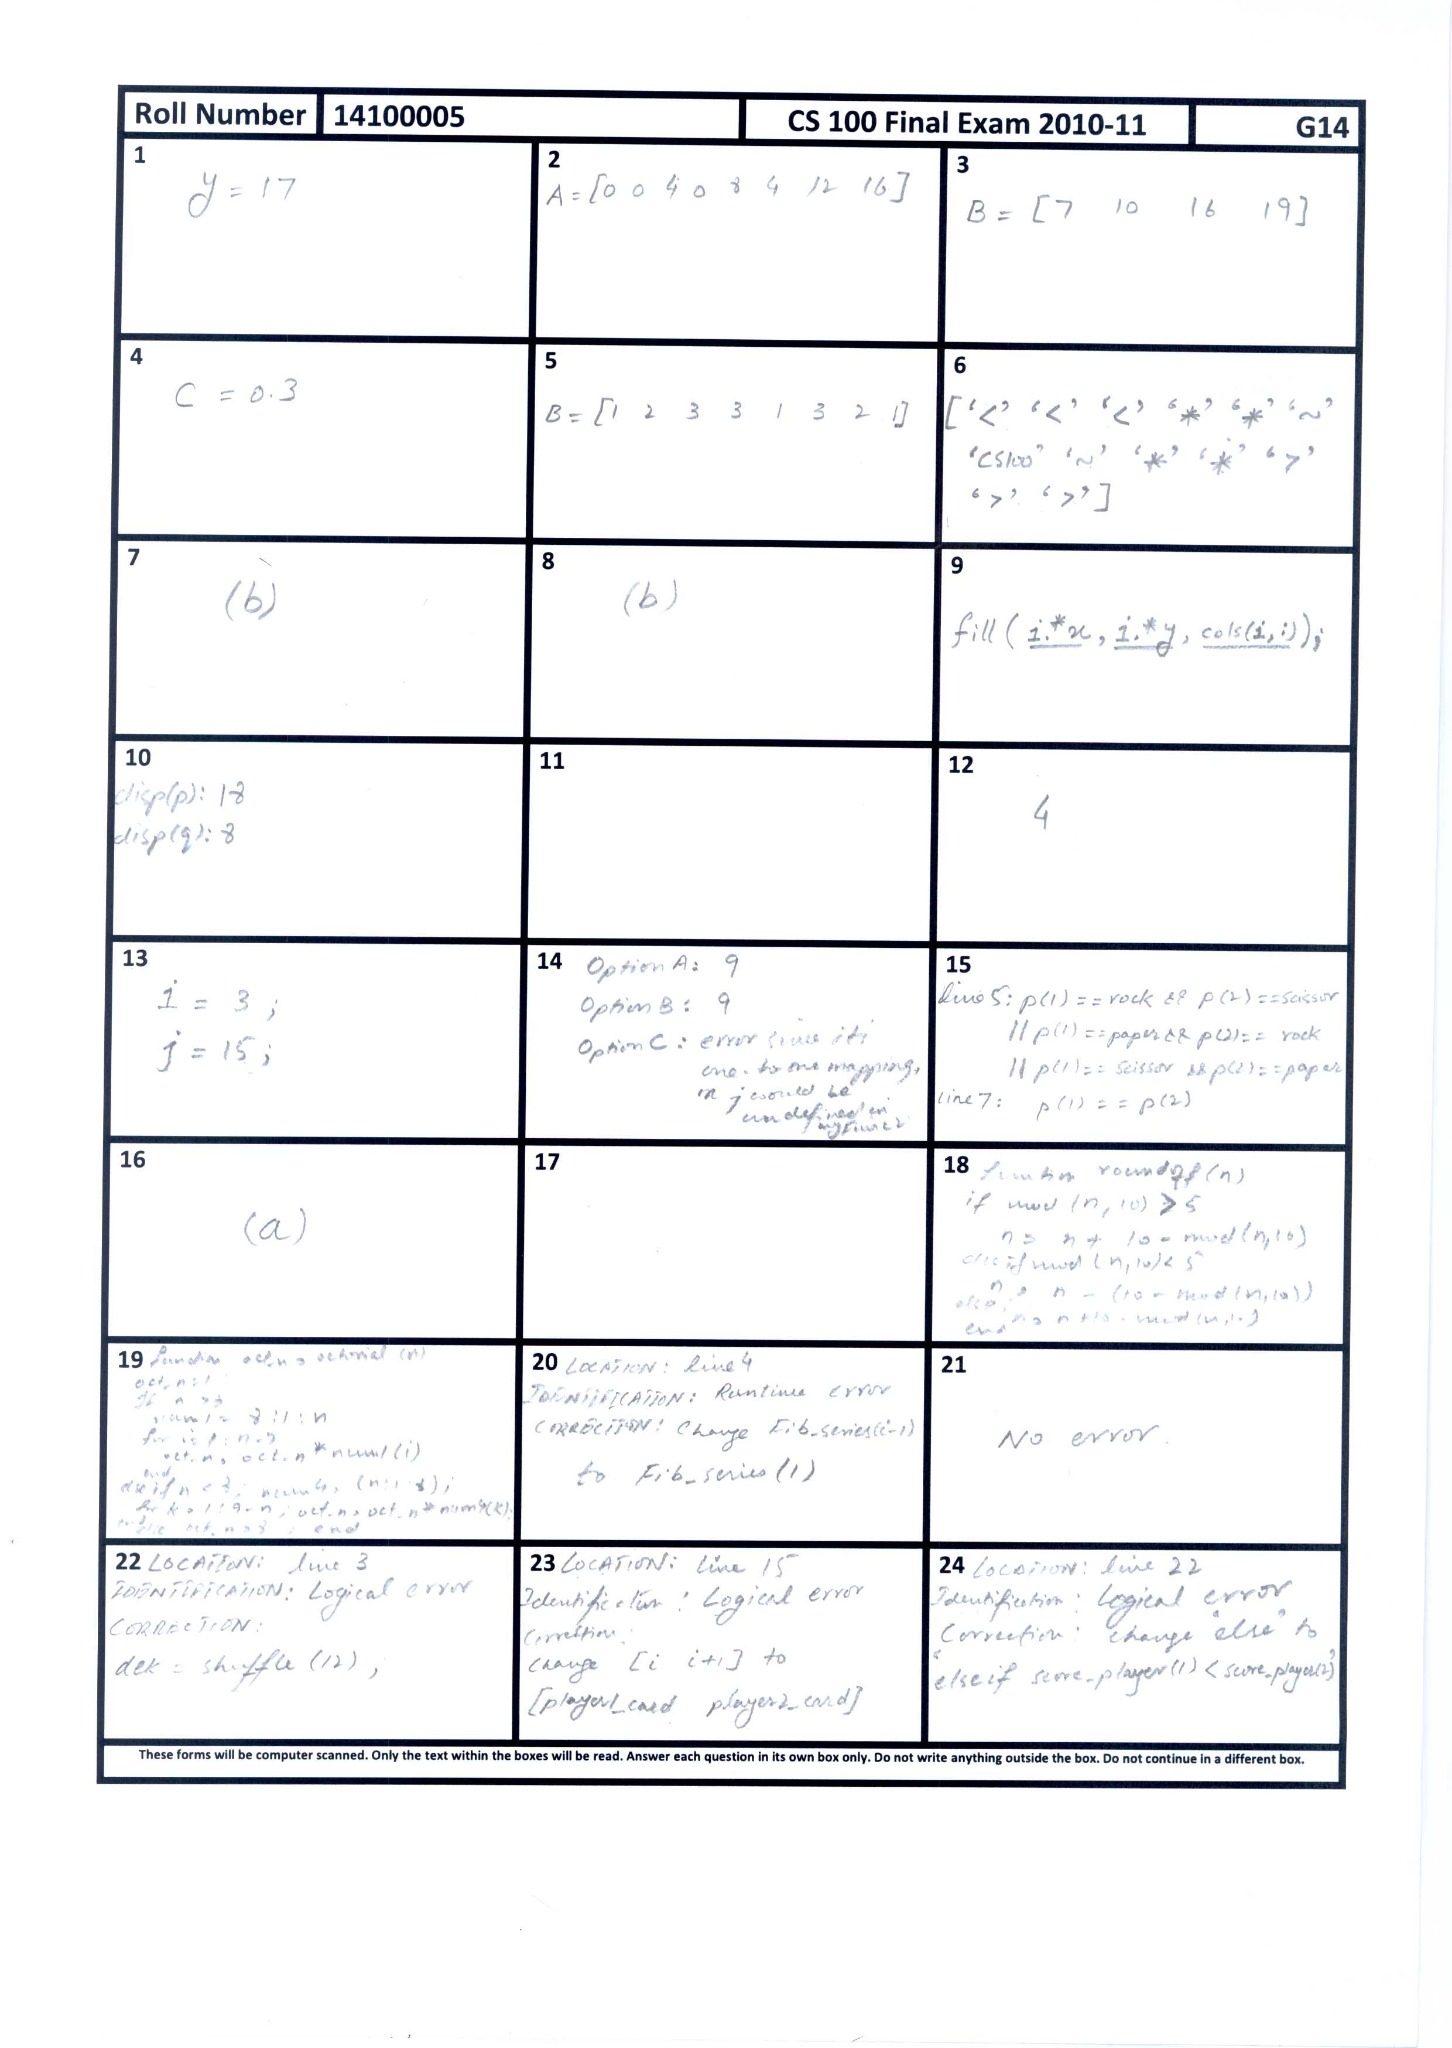 Roll Number 14100005 CS 100 Final Exam 2010-11 G14
1
y = 17
2
A = [0 0 4 0 8 4 12 16]
3
B = [7 10 16 19]
4
C = 0.3
5
B = [1 2 3 3 1 3 2 1]
6
['<' '<' '<' '*' '*' '~'
'CS100' '~' '*' '*' '>'
'>' '>']
7
(b)
8
(b)
9
fill ( i.*x, i.*y, cols(i,i));
10
disp(p): 18
disp(q): 8
11
12
4
13
i = 3 ;
j = 15 ;
14 Option A: 9
Option B: 9
Option C: error since its
one-to-one mapping,
j would be
undefined in
15
line 5: p(1) == rock && p(2) == scissor
|| p(1) == paper && p(2) == rock
|| p(1) == scissor && p(2) == paper
line 7: p(1) == p(2)
16
(a)
17
18 function roundoff (n)
if mod (n, 10) > 5
n = n + 10 - mod (n, 10)
else if mod (n, 10) < 5
n = n - (10 - mod (n, 10))
else
end
19 function oct_n = octorial (n)
oct_n = 1
if n > 8
num1 = 8:1:n
for i = 1:n-7
oct_n = oct_n * num1 (i)
end
else if n < 8;
for k = 1:9-n; oct_n = oct_n * num4(k);
end
20 LOCATION: line 4
IDENTIFICATION: Runtime error
CORRECTION: Change Fib_series(i-1)
to Fib_series (1)
21
No error.
22 LOCATION: line 3
IDENTIFICATION: Logical error
CORRECTION:
dek = shuffle (12) ;
23 LOCATION: line 15
Identification: Logical error
Correction:
change [i i+1] to
[player1_card player2_card]
24 LOCATION: line 22
Identification: Logical error
Correction: change "else" to
"elseif score_player(1) < score_player(2)"
These forms will be computer scanned. Only the text within the boxes will be read. Answer each question in its own box only. Do not write anything outside the box. Do not continue in a different box.